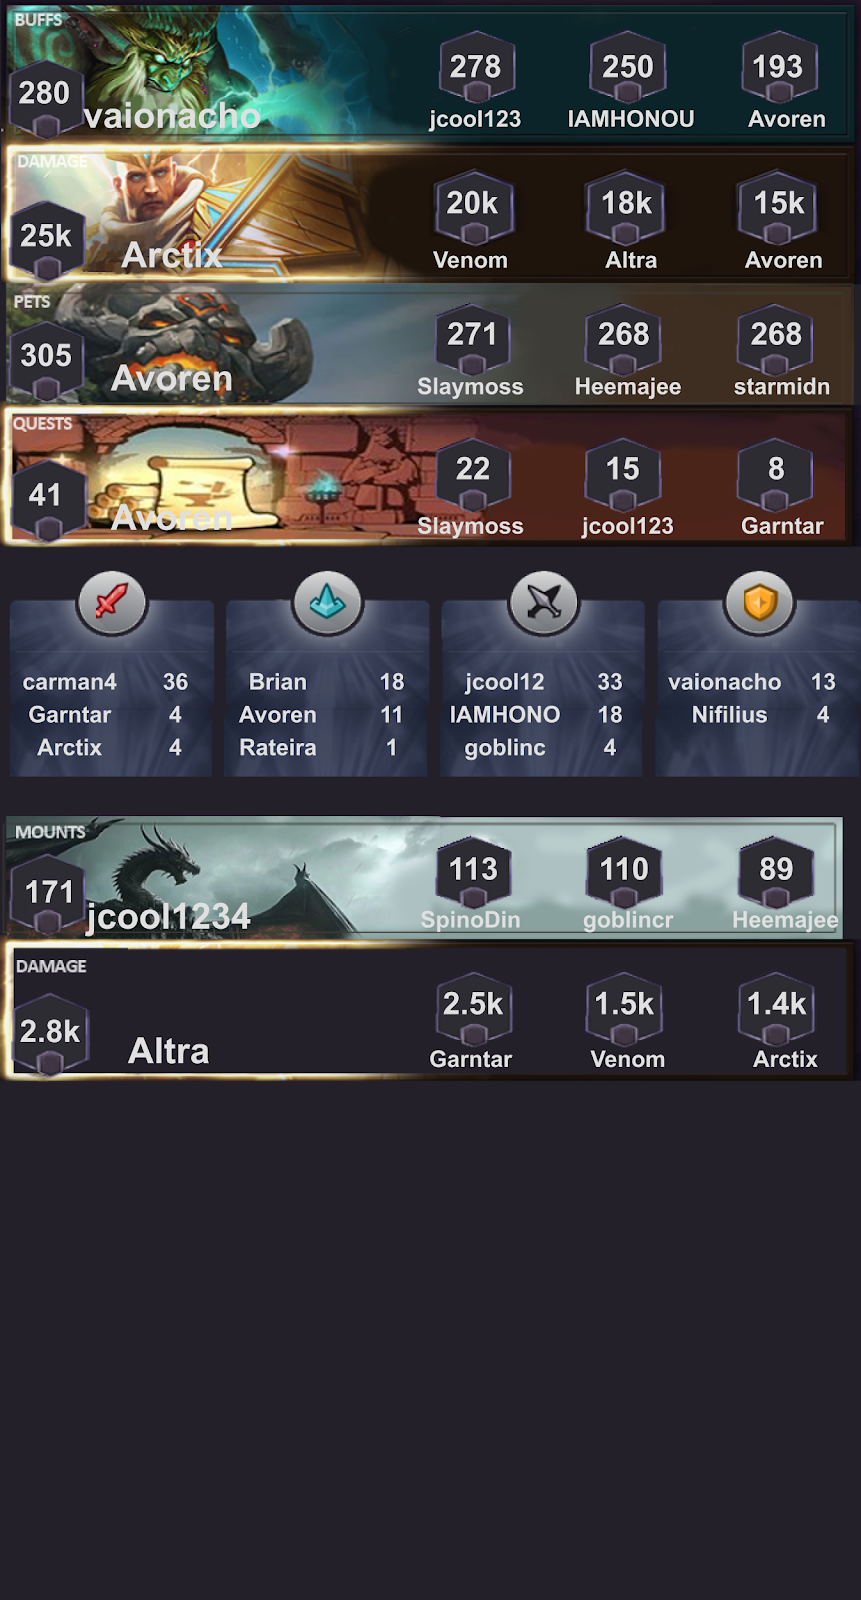 BUFFS
280
vaionacho
278
250
193
jcool123
IAMHONOU
Avoren
DAMAGE
25k
Arctix
20k
18k
15k
Venom
Altra
Avoren
PETS
305
Avoren
271
268
268
Slaymoss
Heemajee
starmidn
QUESTS
41
Avoren
22
15
8
Slaymoss
jcool123
Garntar
carman4 36
Garntar 4
Arctix 4
Brian 18
Avoren 11
Rateira 1
jcool12 33
IAMHONO 18
goblinc 4
vaionacho 13
Nifilius 4
MOUNTS
171
jcool1234
113
110
89
SpinoDin
goblincr
Heemajee
DAMAGE
2.8k
Altra
2.5k
1.5k
1.4k
Garntar
Venom
Arctix